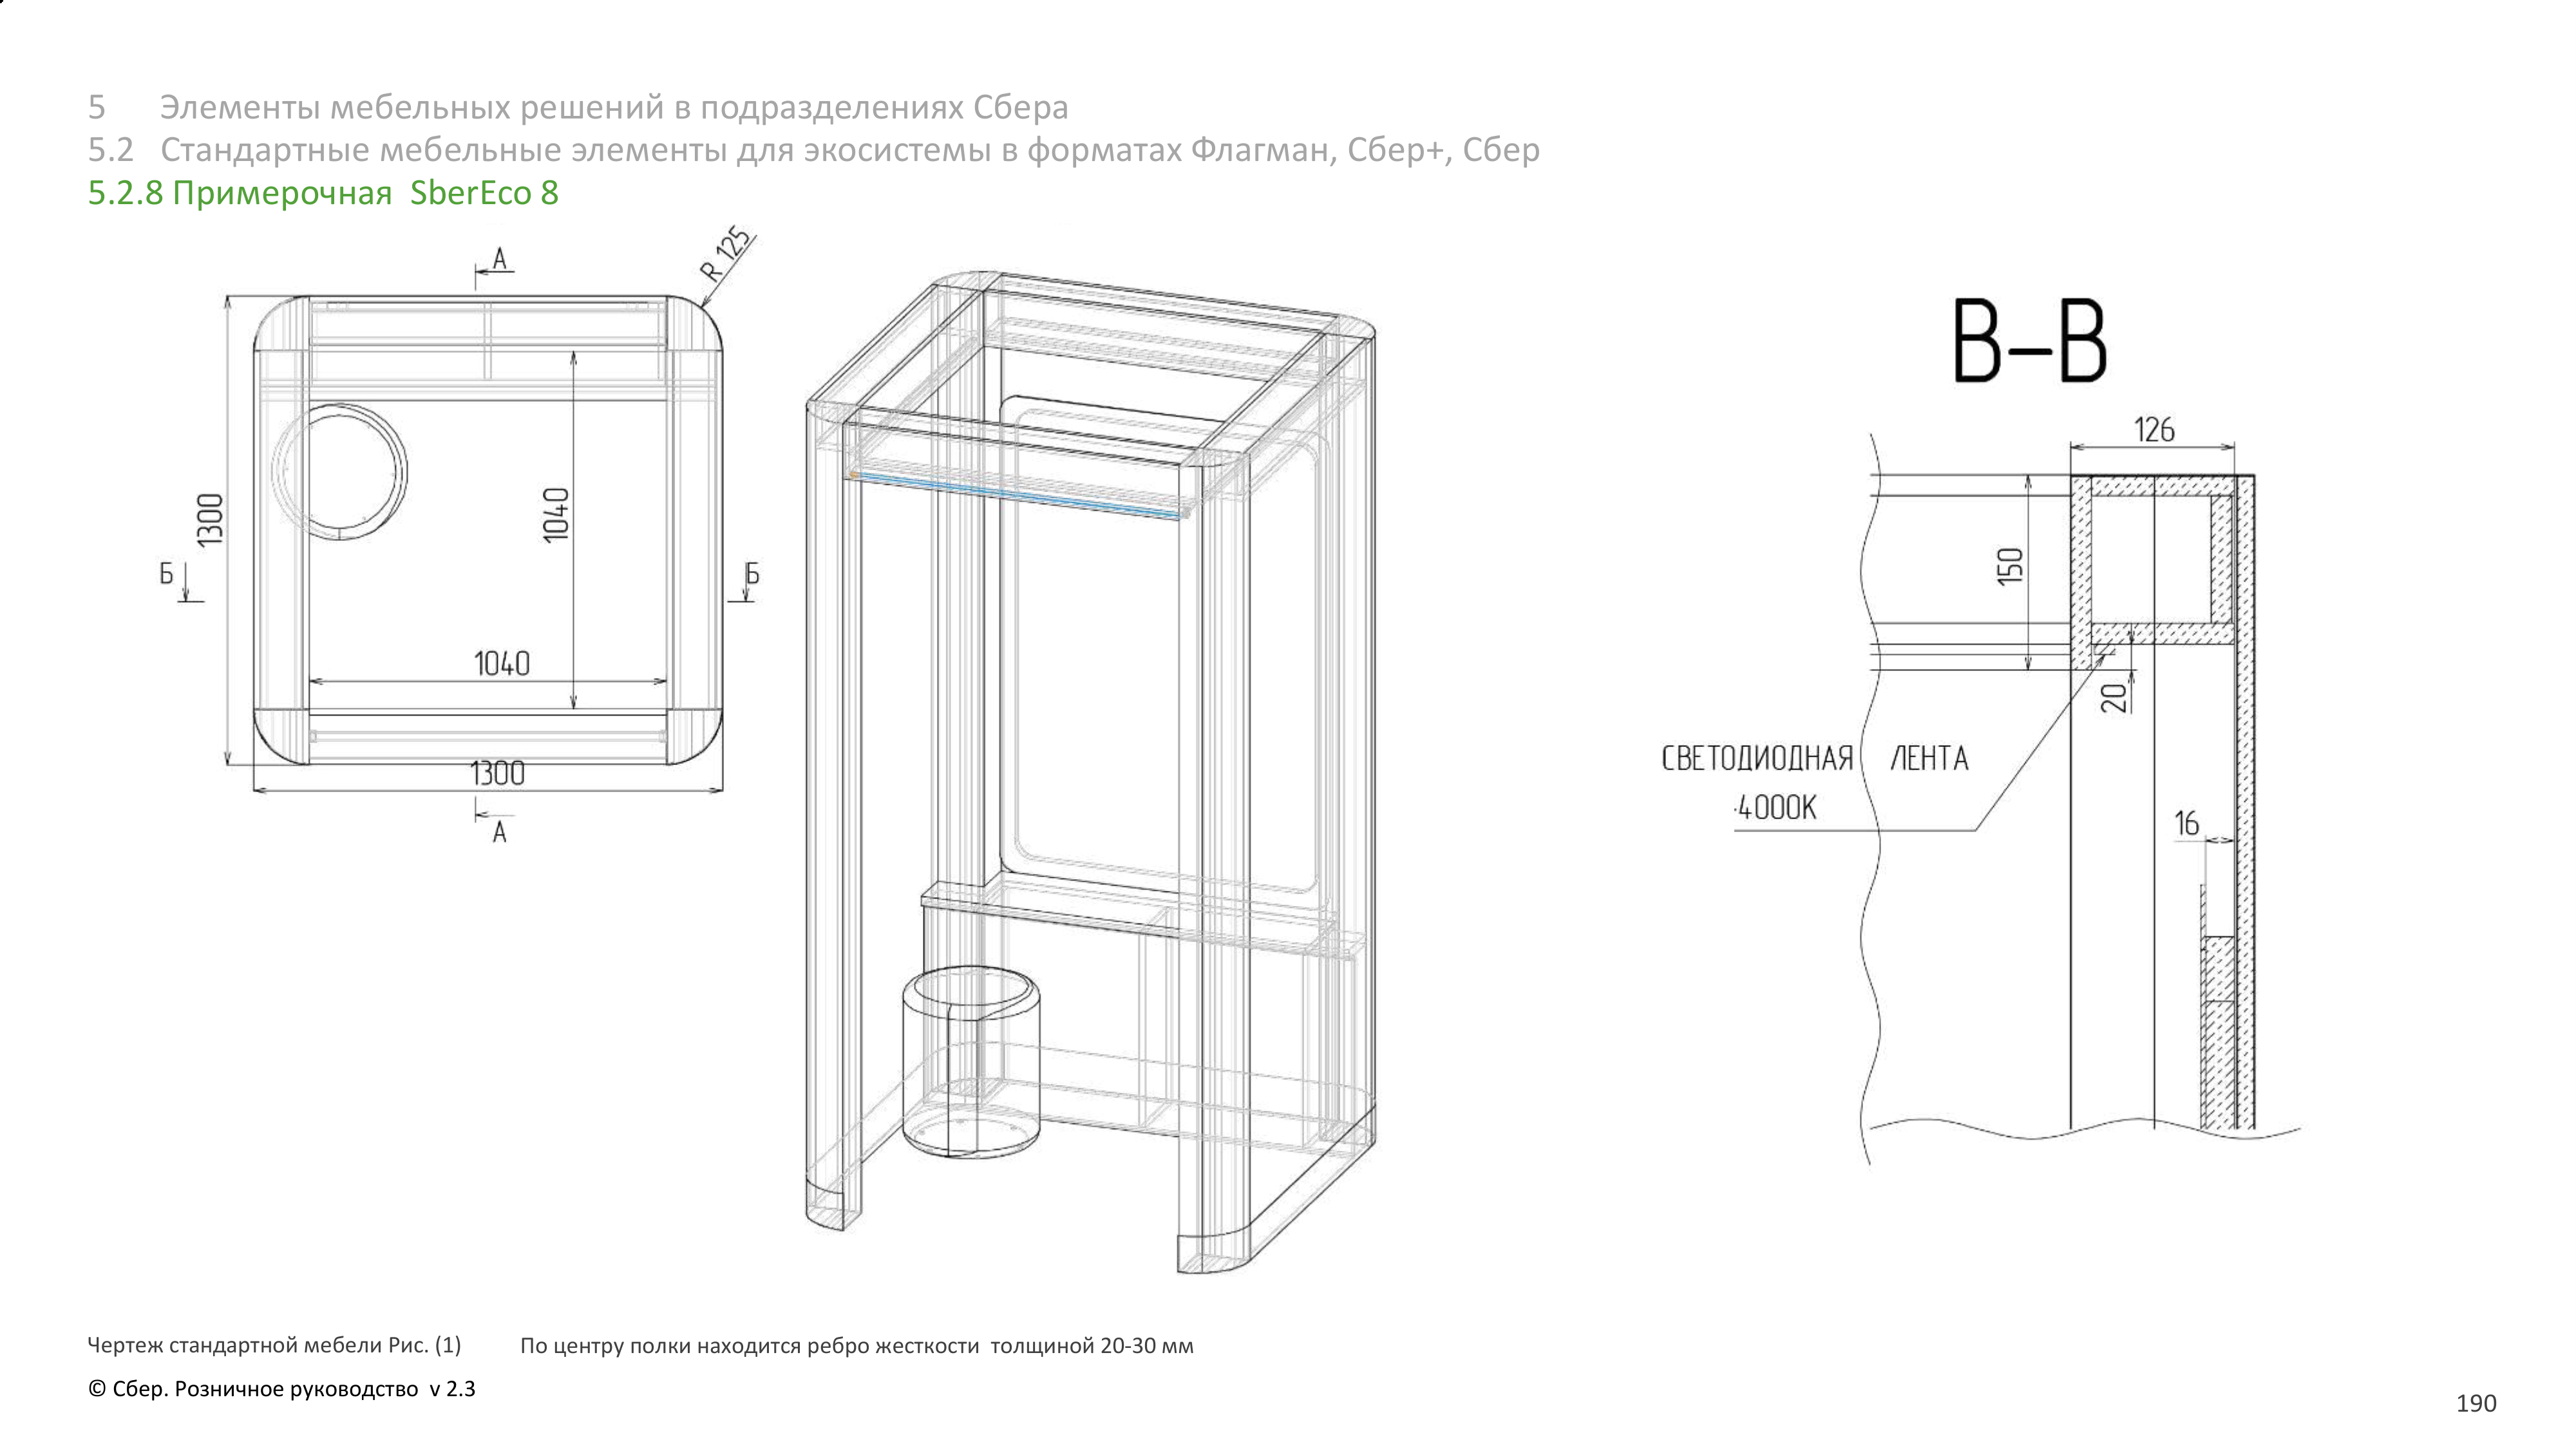 5 Элементы мебельных решений в подразделениях Сбера
5.2 Стандартные мебельные элементы для экосистемы в форматах Флагман, Сбер+, Сбер
5.2.8 Примерочная SberEco 8
А
R 125
1300
1040
Б
Б
1040
1300
А
В–В
126
150
20
СВЕТОДИОДНАЯ ЛЕНТА
4000К
16
Чертеж стандартной мебели Рис. (1) По центру полки находится ребро жесткости толщиной 20-30 мм
© Сбер. Розничное руководство v 2.3
190